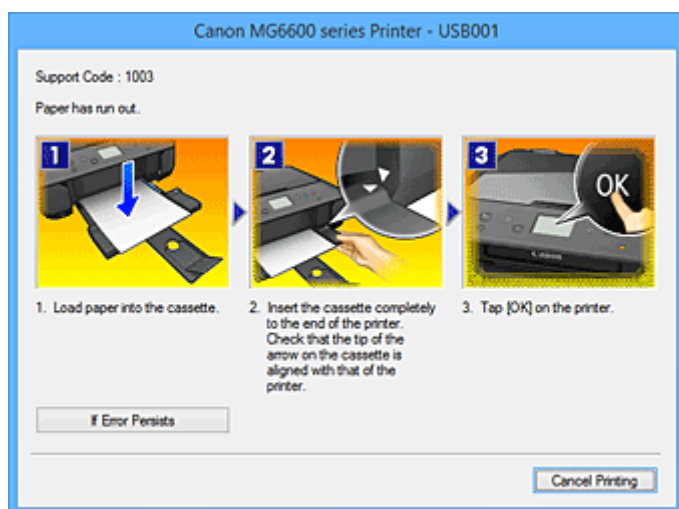 Canon MG6600 series Printer - USB001
Support Code : 1003
Paper has run out.
1
2
3
OK
Canon
1. Load paper into the cassette.
2. Insert the cassette completely
to the end of the printer.
Check that the tip of the
arrow on the cassette is
aligned with that of the
printer.
3. Tap [OK] on the printer.
If Error Persists
Cancel Printing